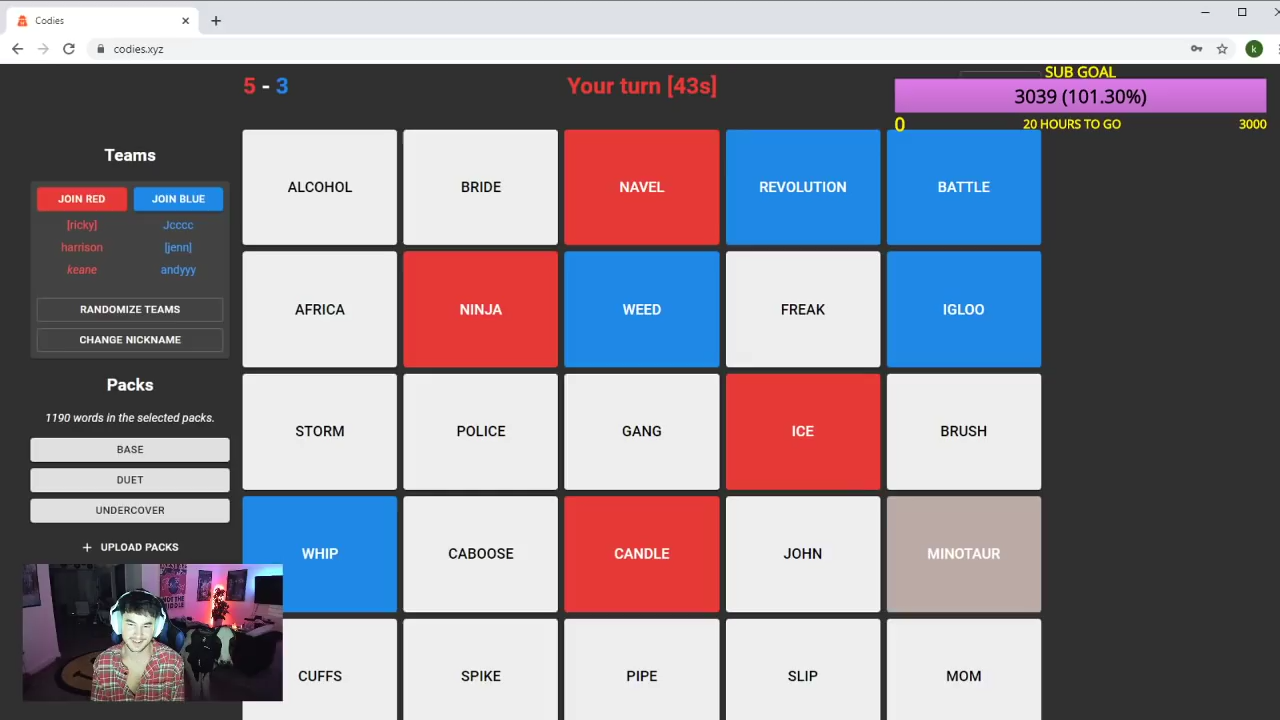 Codies
codies.xyz
k
5 - 3
Your turn [43s]
SUB GOAL
3039 (101.30%)
0
20 HOURS TO GO
3000
Teams
JOIN RED
JOIN BLUE
[ricky]
Jcccc
harrison
[jenn]
keane
andyyy
RANDOMIZE TEAMS
CHANGE NICKNAME
Packs
1190 words in the selected packs.
BASE
DUET
UNDERCOVER
+ UPLOAD PACKS
ALCOHOL
BRIDE
NAVEL
REVOLUTION
BATTLE
AFRICA
NINJA
WEED
FREAK
IGLOO
STORM
POLICE
GANG
ICE
BRUSH
WHIP
CABOOSE
CANDLE
JOHN
MINOTAUR
CUFFS
SPIKE
PIPE
SLIP
MOM